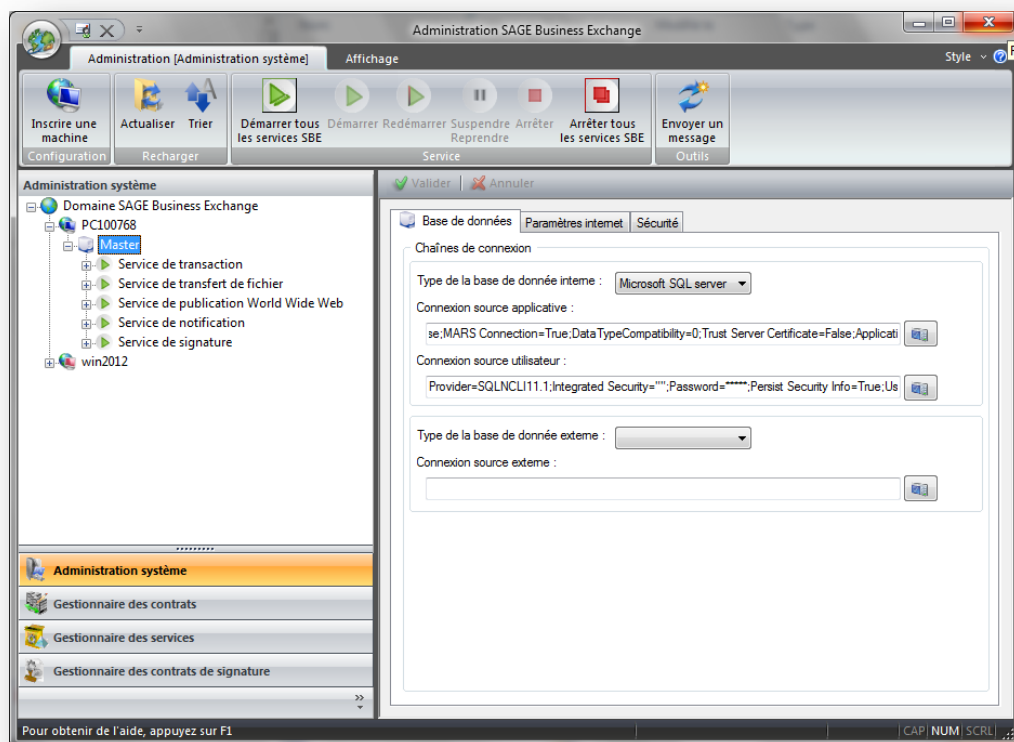 Administration SAGE Business Exchange
Administration [Administration système]
Affichage
Style
Inscrire une machine
Actualiser
Trier
Démarrer tous les services SBE
Démarrer
Redémarrer
Suspendre Reprendre
Arrêter
Arrêter tous les services SBE
Envoyer un message
Configuration
Recharger
Service
Outils
Administration système
Domaine SAGE Business Exchange
PC100768
Master
Service de transaction
Service de transfert de fichier
Service de publication World Wide Web
Service de notification
Service de signature
win2012
Administration système
Gestionnaire des contrats
Gestionnaire des services
Gestionnaire des contrats de signature
Valider
Annuler
Base de données
Paramètres internet
Sécurité
Chaînes de connexion
Type de la base de donnée interne :
Microsoft SQL server
Connexion source applicative :
se;MARS Connection=True;DataTypeCompatibility=0;Trust Server Certificate=False;Applicati
Connexion source utilisateur :
Provider=SQLNCLI11.1;Integrated Security="";Password=*****;Persist Security Info=True;Us
Type de la base de donnée externe :
Connexion source externe :
Pour obtenir de l'aide, appuyez sur F1
CAP NUM SCRL